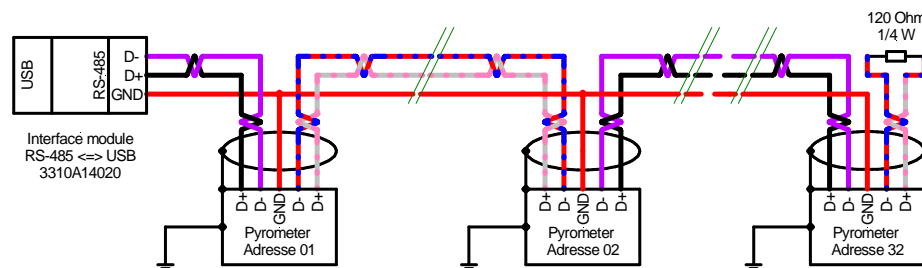 120 Ohm
1/4 W
USB
RS-485
D-
D+
GND
Interface module
RS-485 <=> USB
3310A14020
D+
D-
GND
D-
D+
Pyrometer
Adresse 01
D+
D-
GND
D-
D+
Pyrometer
Adresse 02
D+
D-
GND
D-
D+
Pyrometer
Adresse 32